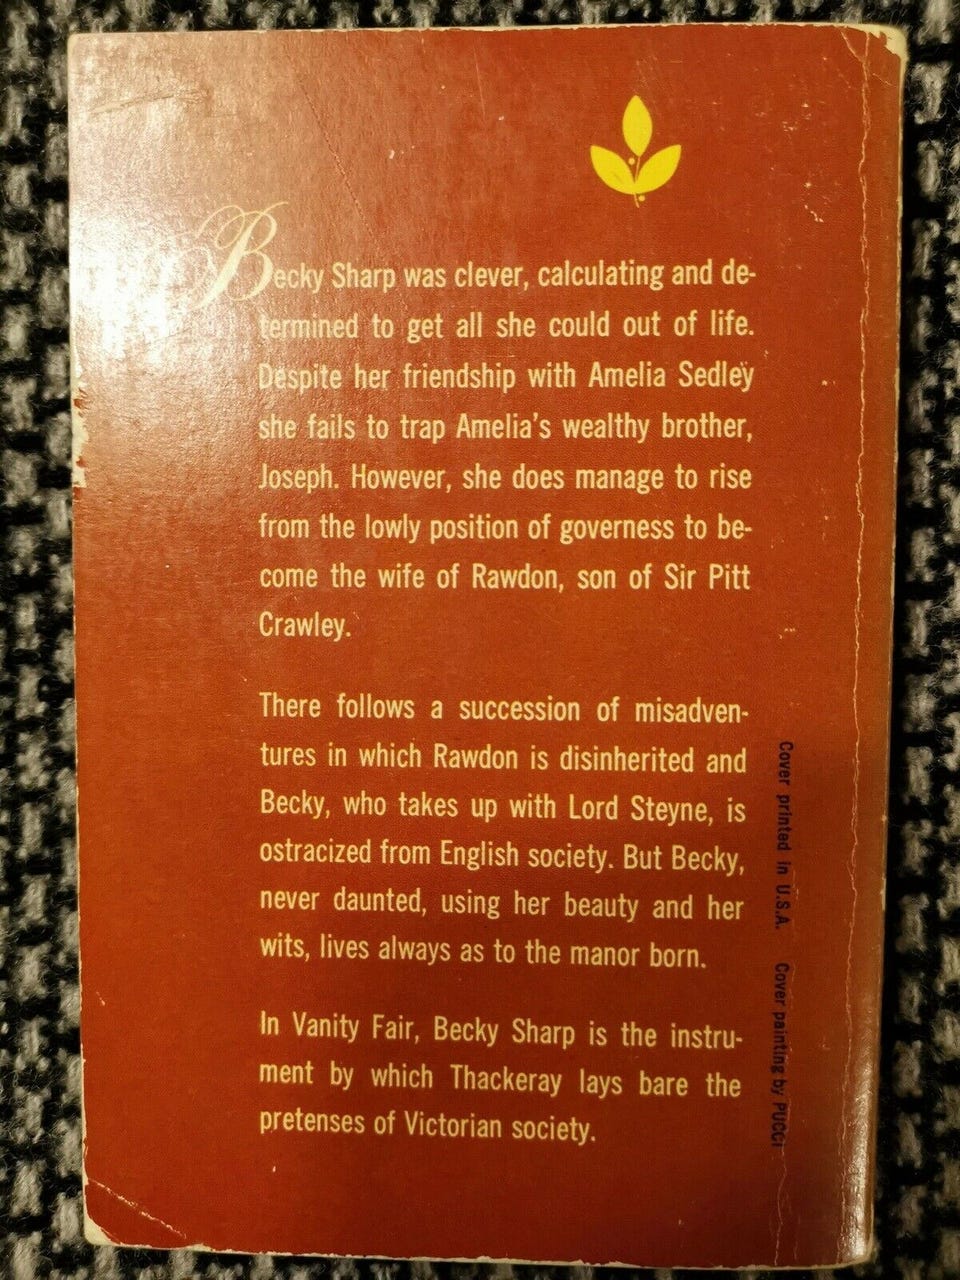 Becky Sharp was clever, calculating and de-
termined to get all she could out of life.
Despite her friendship with Amelia Sedley
she fails to trap Amelia's wealthy brother,
Joseph. However, she does manage to rise
from the lowly position of governess to be-
come the wife of Rawdon, son of Sir Pitt
Crawley.
There follows a succession of misadven-
tures in which Rawdon is disinherited and
Becky, who takes up with Lord Steyne, is
ostracized from English society. But Becky,
never daunted, using her beauty and her
wits, lives always as to the manor born.
In Vanity Fair, Becky Sharp is the instru-
ment by which Thackeray lays bare the
pretenses of Victorian society.
Cover printed in U.S.A. Cover painting by PUCCI